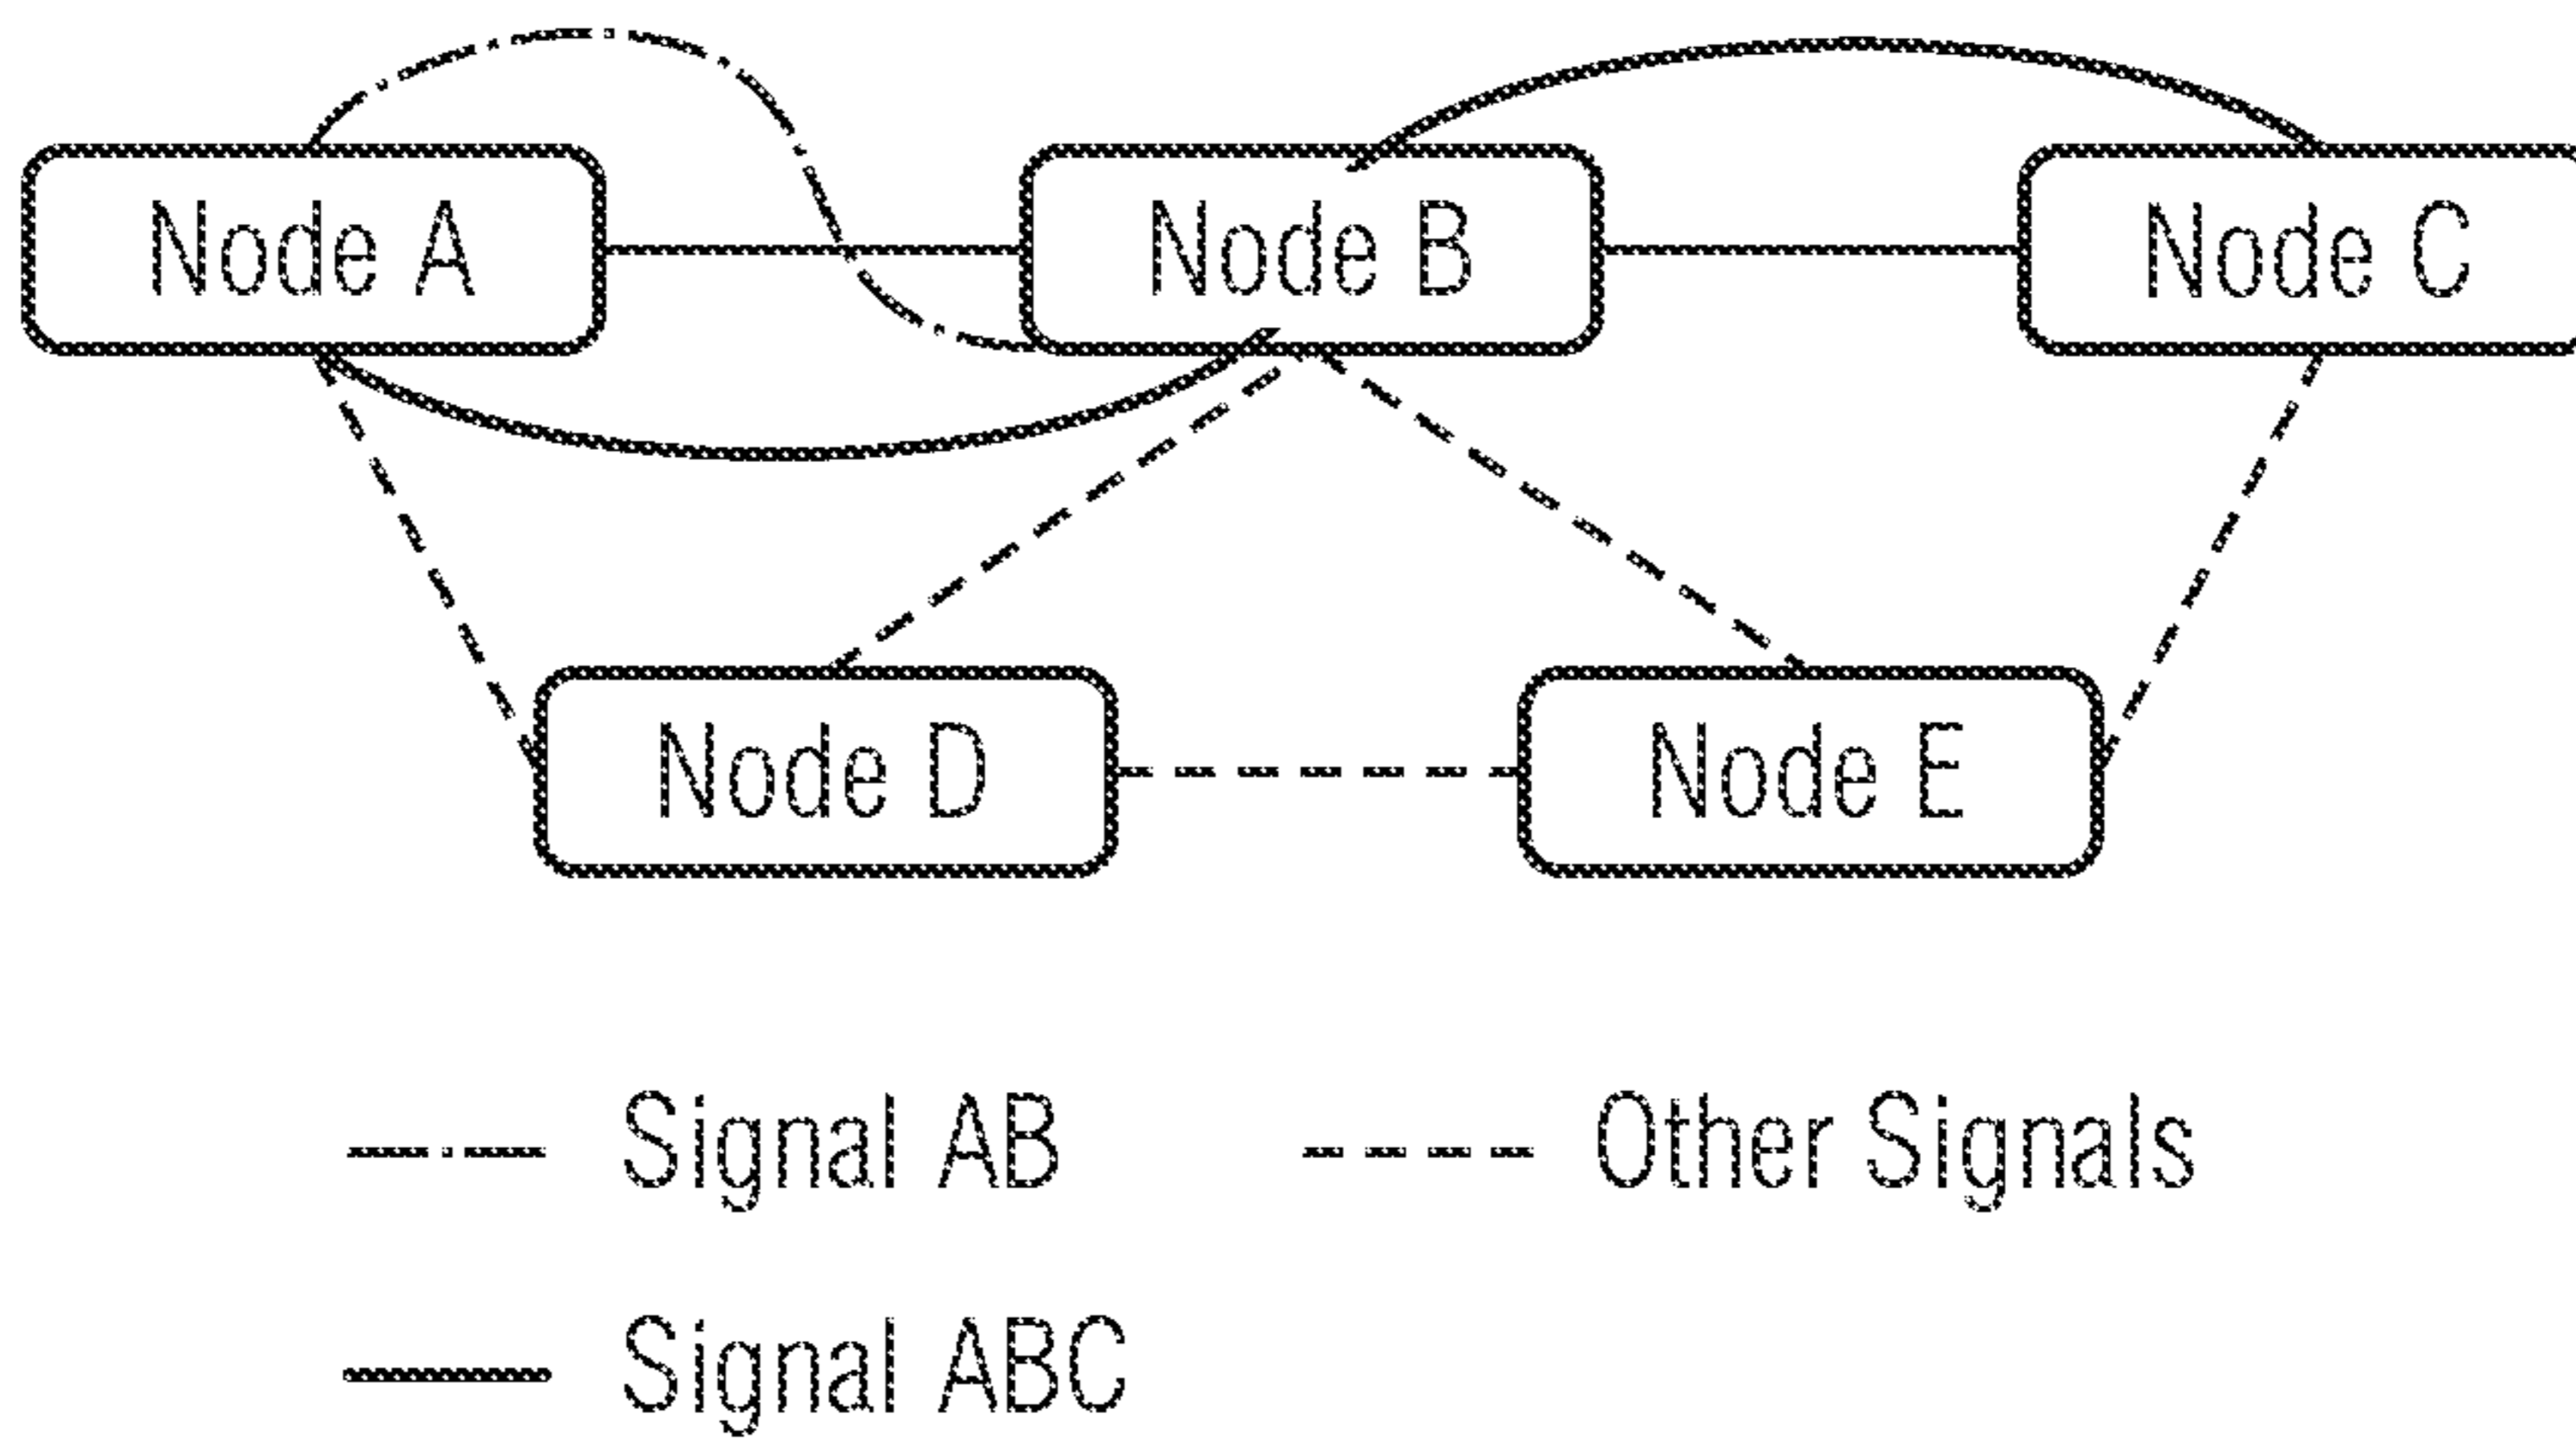 Node A
Node B
Node C
Node D
Node E
Signal AB
Other Signals
Signal ABC